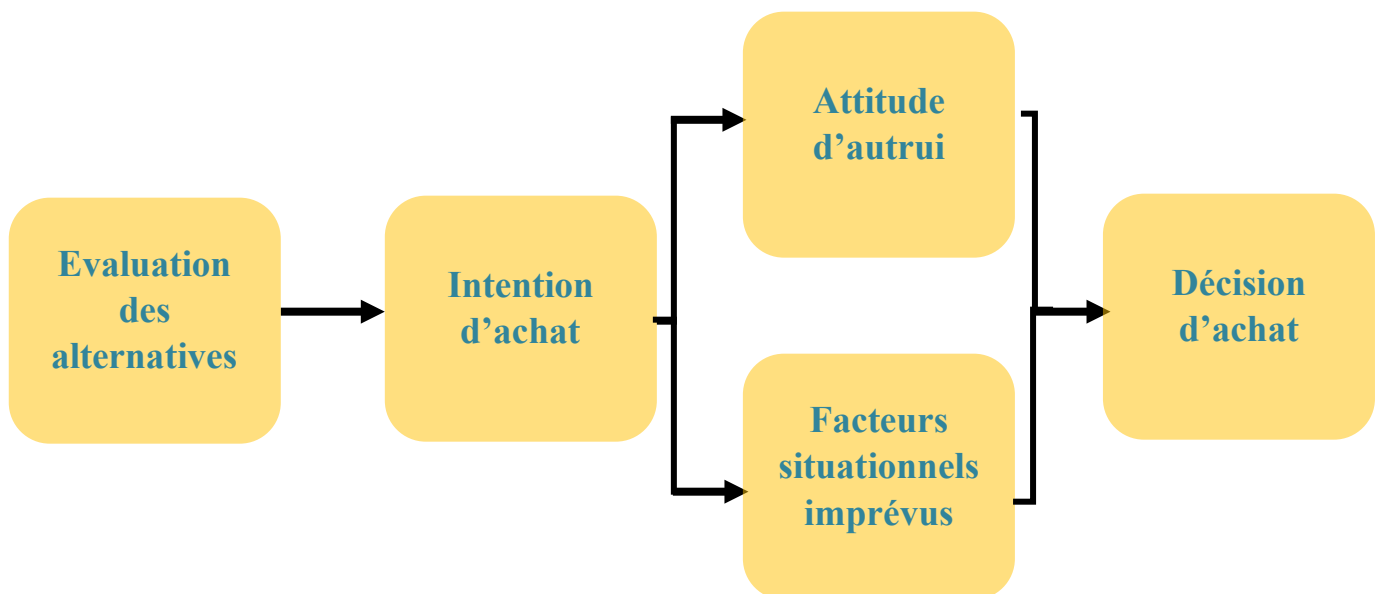 Evaluation
des
alternatives
Intention
d’achat
Attitude
d’autrui
Facteurs
situationnels
imprévus
Décision
d’achat